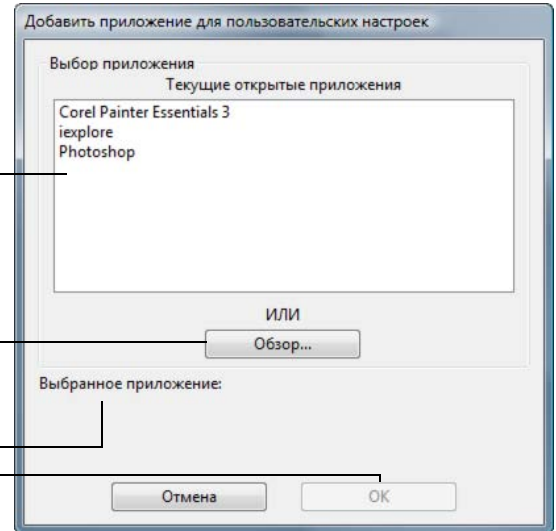 Добавить приложение для пользовательских настроек
Выбор приложения
Текущие открытые приложения
Corel Painter Essentials 3
iexplore
Photoshop
ИЛИ
Обзор...
Выбранное приложение:
Отмена
ОК